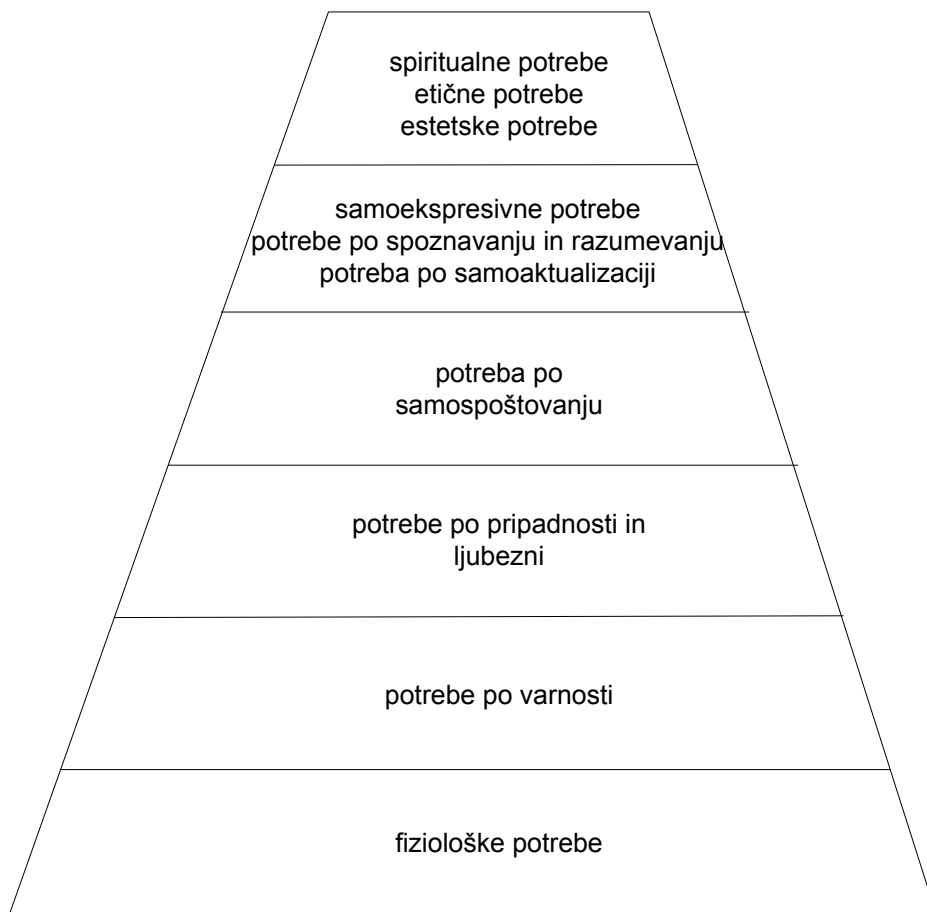 spiritualne potrebe
etične potrebe
estetske potrebe
samoekspresivne potrebe
potrebe po spoznavanju in razumevanju
potreba po samoaktualizaciji
potreba po
samospoštovanju
potrebe po pripadnosti in
ljubezni
potrebe po varnosti
fiziološke potrebe